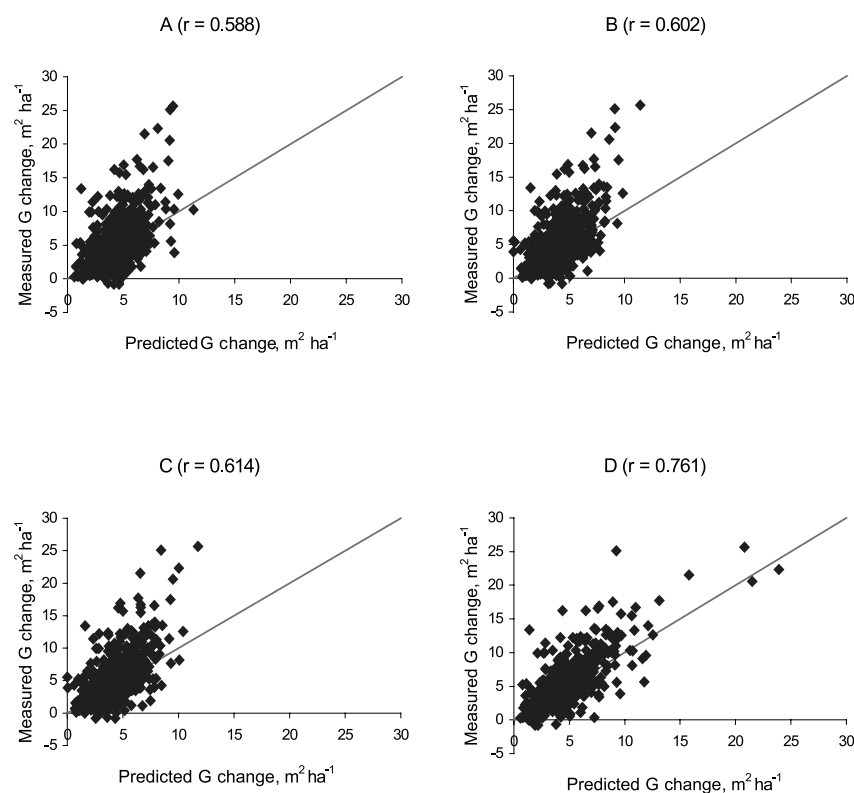 A (r = 0.588)
Measured G change, m² ha⁻¹
30
25
20
15
10
5
0
-5
0 5 10 15 20 25 30
Predicted G change, m² ha⁻¹
B (r = 0.602)
Measured G change, m² ha⁻¹
30
25
20
15
10
5
0
-5
0 5 10 15 20 25 30
Predicted G change, m² ha⁻¹
C (r = 0.614)
Measured G change, m² ha⁻¹
30
25
20
15
10
5
0
-5
0 5 10 15 20 25 30
Predicted G change, m² ha⁻¹
D (r = 0.761)
Measured G change, m² ha⁻¹
30
25
20
15
10
5
0
-5
0 5 10 15 20 25 30
Predicted G change, m² ha⁻¹